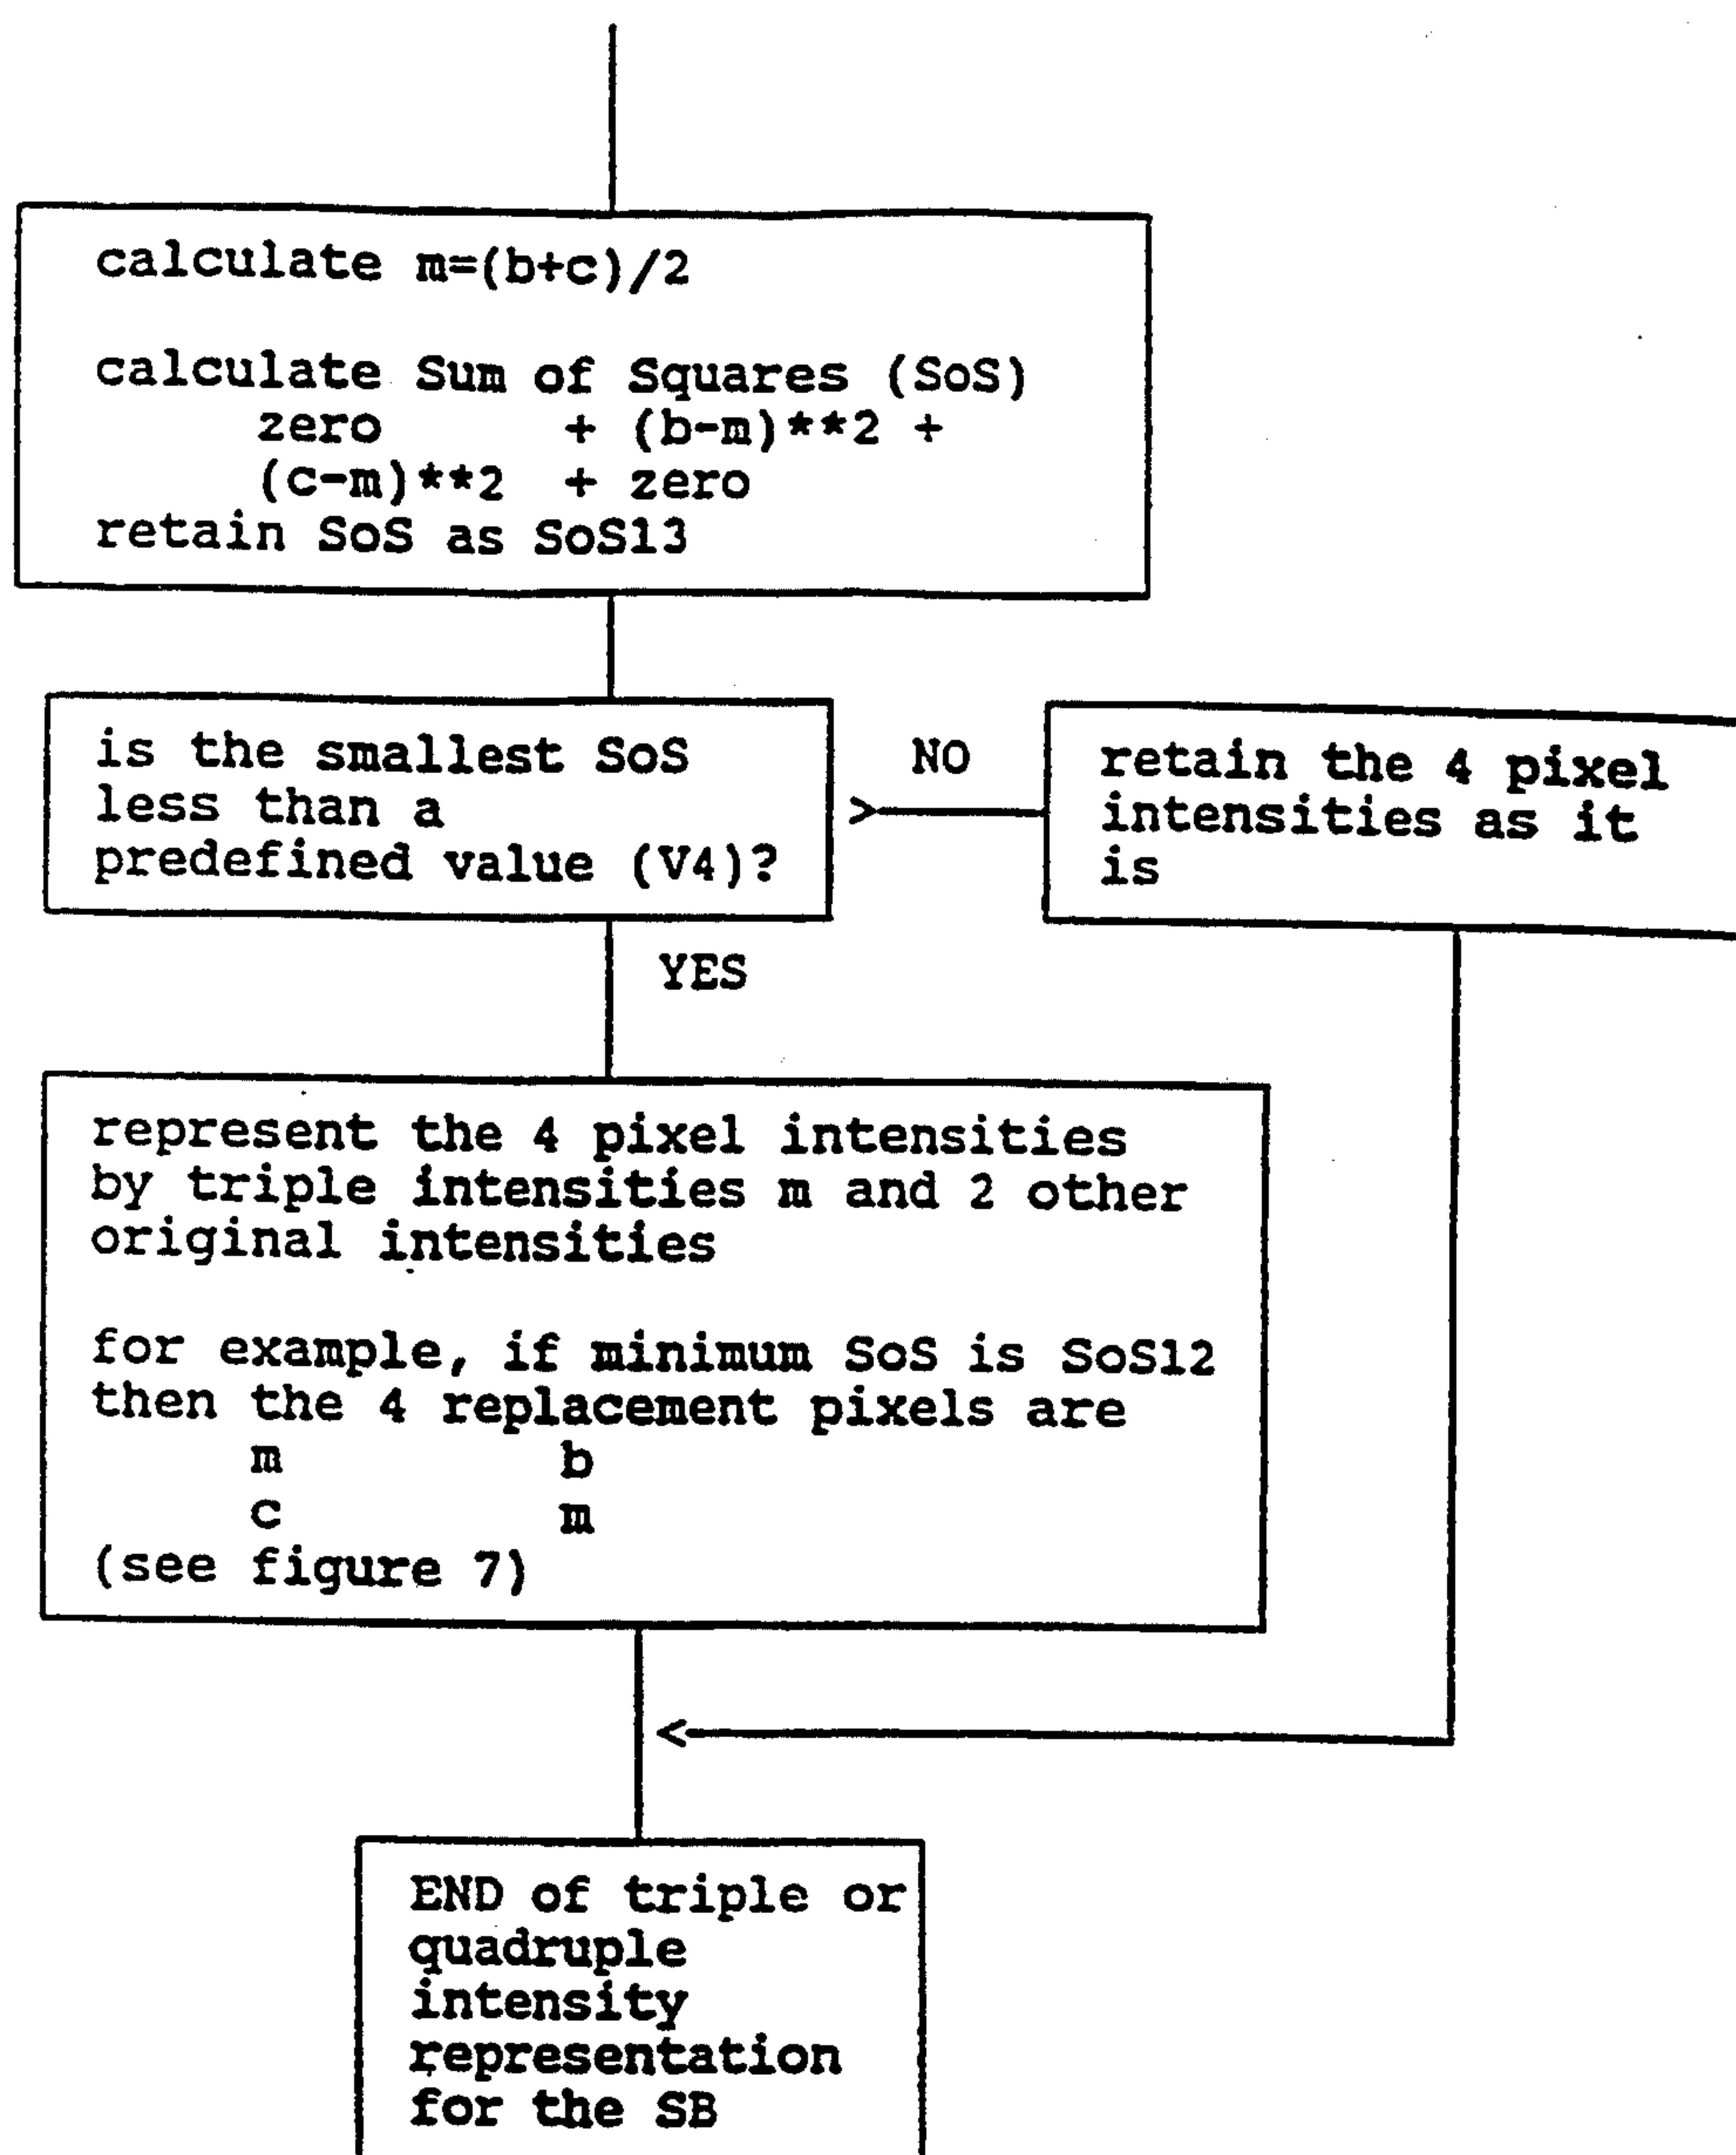 calculate m=(b+c)/2
calculate Sum of Squares (SoS)
zero + (b-m)**2 +
(c-m)**2 + zero
retain SoS as SoS13
is the smallest SoS
less than a
predefined value (V4)?
NO
retain the 4 pixel
intensities as it
is
YES
represent the 4 pixel intensities
by triple intensities m and 2 other
original intensities
for example, if minimum SoS is SoS12
then the 4 replacement pixels are
m b
c m
(see figure 7)
END of triple or
quadruple
intensity
representation
for the SB